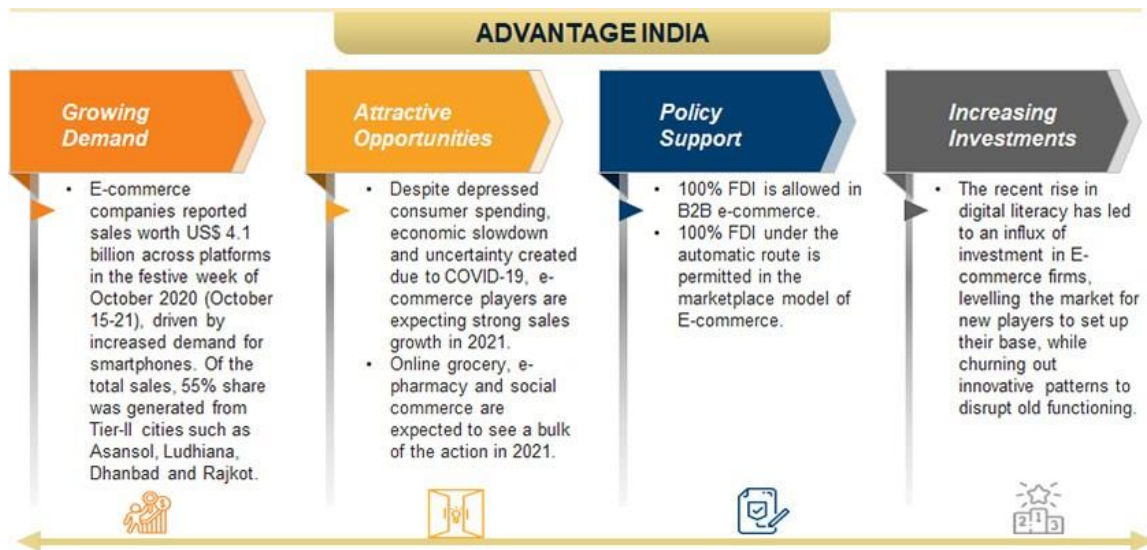 ADVANTAGE INDIA
Growing
Demand
• E-commerce
companies reported
sales worth US$ 4.1
billion across platforms
in the festive week of
October 2020 (October
15-21), driven by
increased demand for
smartphones. Of the
total sales, 55% share
was generated from
Tier-II cities such as
Asansol, Ludhiana,
Dhanbad and Rajkot.
Attractive
Opportunities
• Despite depressed
consumer spending,
economic slowdown
and uncertainty created
due to COVID-19, e-
commerce players are
expecting strong sales
growth in 2021.
• Online grocery, e-
pharmacy and social
commerce are
expected to see a bulk
of the action in 2021.
Policy
Support
• 100% FDI is allowed in
B2B e-commerce.
• 100% FDI under the
automatic route is
permitted in the
marketplace model of
E-commerce.
Increasing
Investments
• The recent rise in
digital literacy has led
to an influx of
investment in E-
commerce firms,
levelling the market for
new players to set up
their base, while
churning out
innovative patterns to
disrupt old functioning.
2 1 3